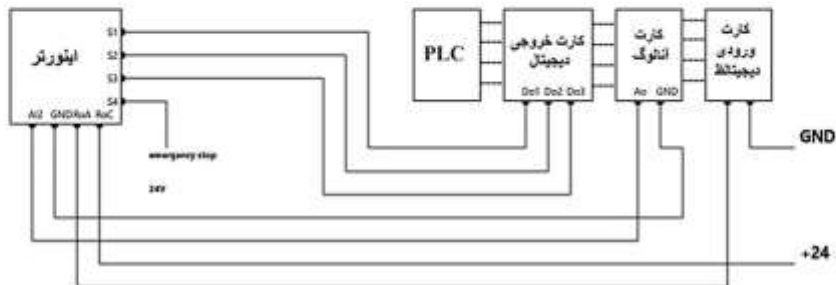 اینورتر
S1
S2
S3
S4
AI2 GND RoA RoC
emergency stop
24V
PLC
کارت خروجی
دیجیتال
Do1 Do2 Do3
کارت
آنالوگ
Ao GND
کارت
ورودی
دیجیتالظ
GND
+24